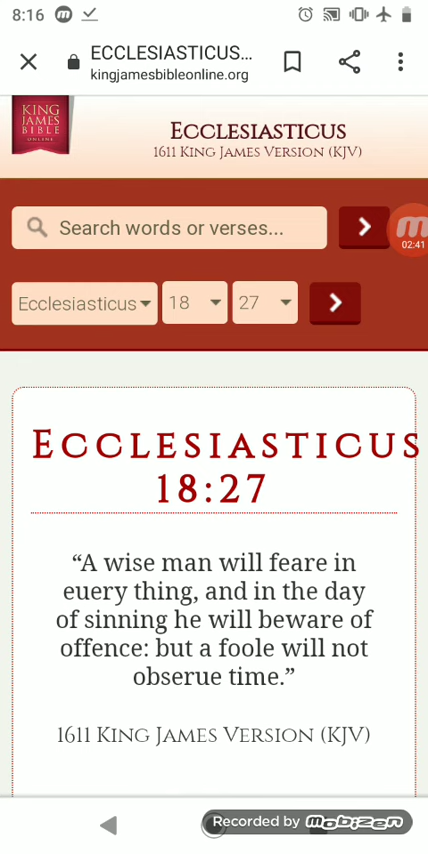 8:16
ECCLESIASTICUS...
kingjamesbibleonline.org
KING
JAMES
BIBLE
ONLINE
ECCLESIASTICUS
1611 KING JAMES VERSION (KJV)
Search words or verses...
02:41
Ecclesiasticus 18 27
ECCLESIASTICUS
18:27
“A wise man will feare in
euery thing, and in the day
of sinning he will beware of
offence: but a foole will not
obserue time.”
1611 KING JAMES VERSION (KJV)
Recorded by mobizen